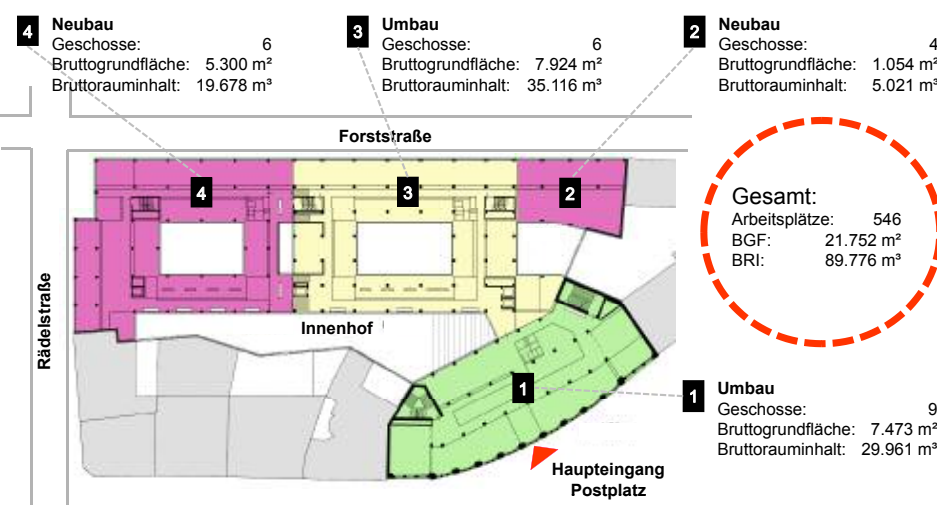 4 Neubau
Geschosse: 6
Bruttogrundfläche: 5.300 m²
Bruttorauminhalt: 19.678 m³
3 Umbau
Geschosse: 6
Bruttogrundfläche: 7.924 m²
Bruttorauminhalt: 35.116 m³
2 Neubau
Geschosse: 4
Bruttogrundfläche: 1.054 m²
Bruttorauminhalt: 5.021 m³
Forststraße
4
3
2
Gesamt:
Arbeitsplätze: 546
BGF: 21.752 m²
BRI: 89.776 m³
Rädelstraße
Innenhof
1
1 Umbau
Geschosse: 9
Bruttogrundfläche: 7.473 m²
Bruttorauminhalt: 29.961 m³
Haupteingang
Postplatz